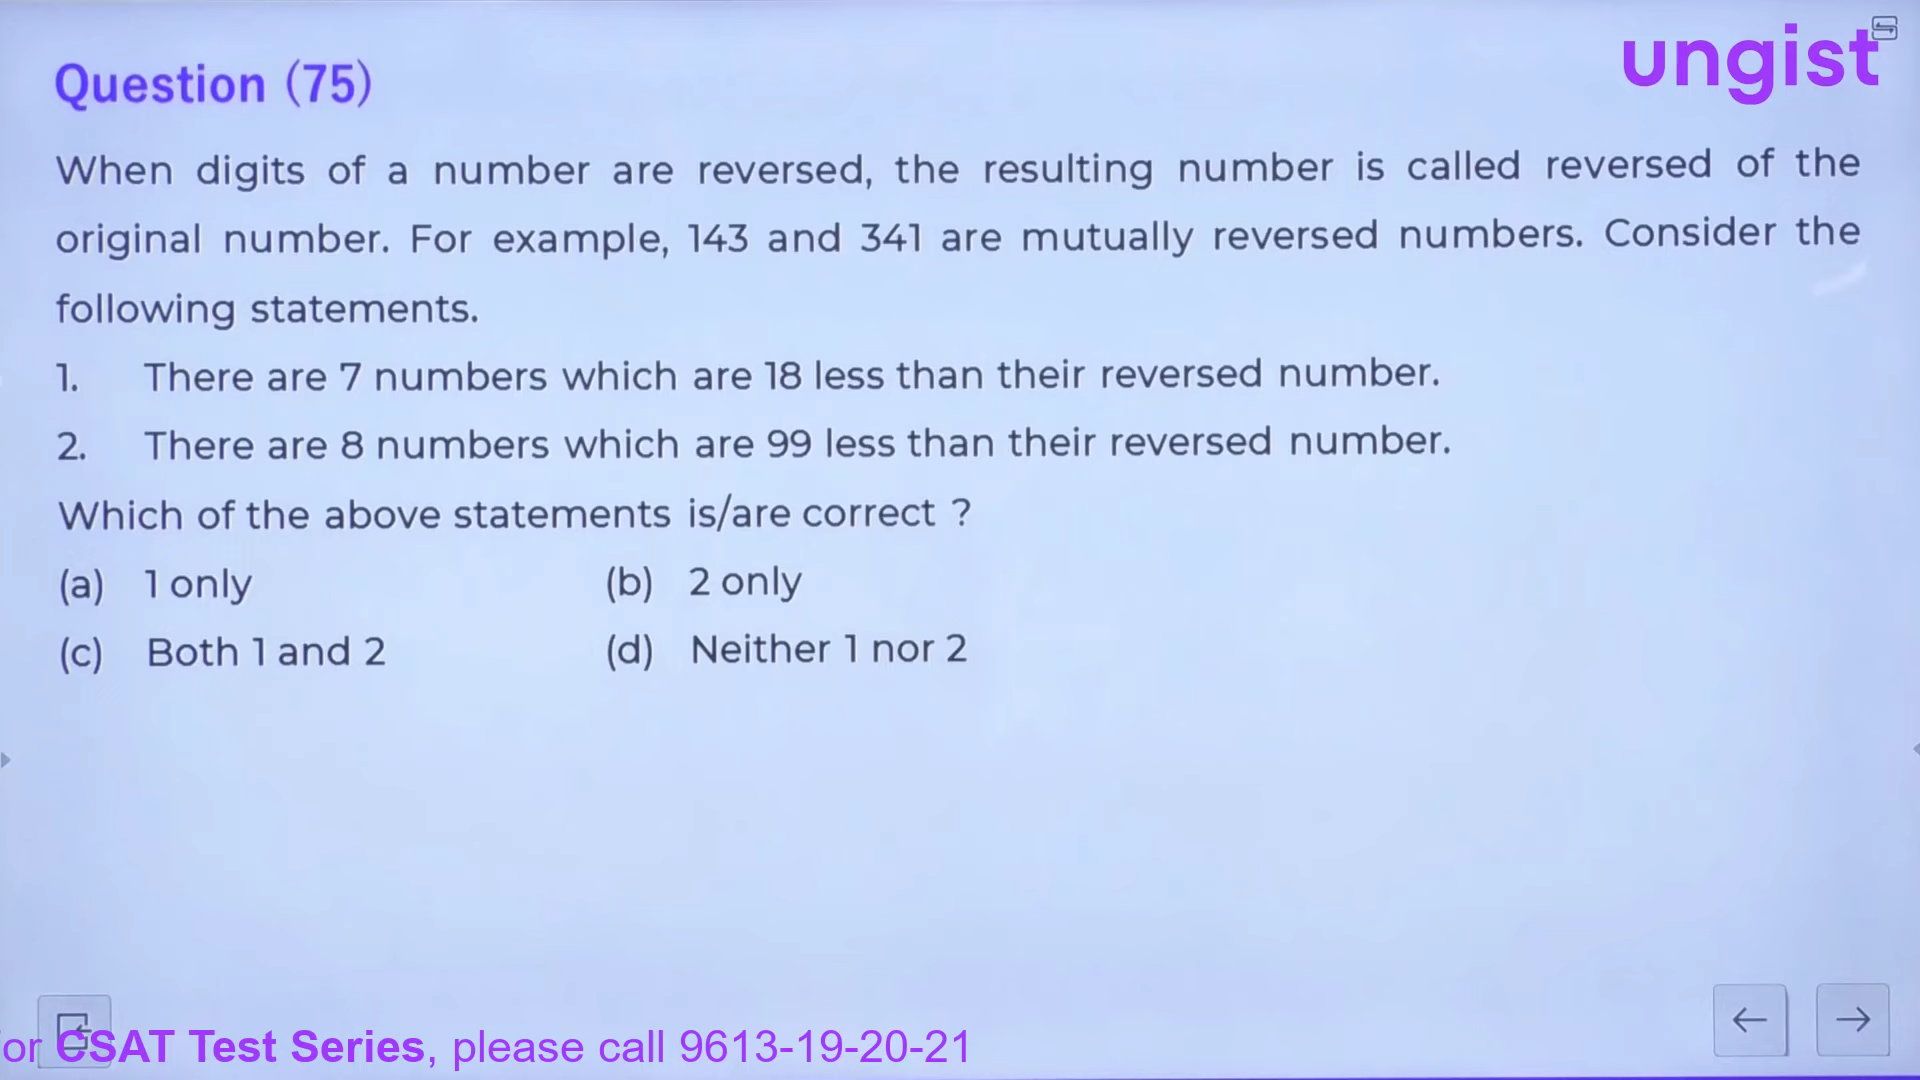 ungist
Question (75)
When digits of a number are reversed, the resulting number is called reversed of the
original number. For example, 143 and 341 are mutually reversed numbers. Consider the
following statements.
1. There are 7 numbers which are 18 less than their reversed number.
2. There are 8 numbers which are 99 less than their reversed number.
Which of the above statements is/are correct ?
(a) 1 only (b) 2 only
(c) Both 1 and 2 (d) Neither 1 nor 2
or CSAT Test Series, please call 9613-19-20-21